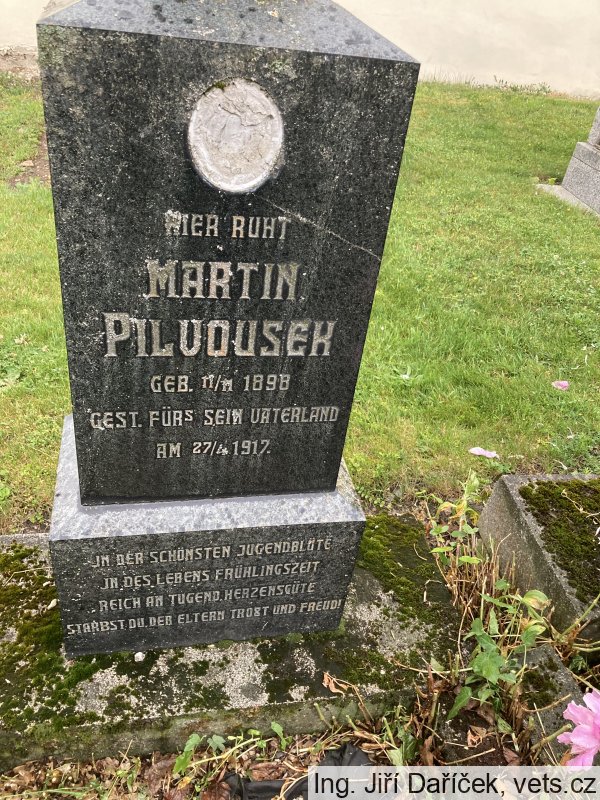 HIER RUHT
MARTIN
PILVOUSEK
GEB. 11/11 1898
GEST. FÜRS SEIN VATERLAND
AM 27/4 1917.
IN DER SCHÖNSTEN JUGENDBLÜTE
IN DES LEBENS FRÜHLINGSZEIT
REICH AN TUGEND, HERZENSGÜTE
STARBST DU, DER ELTERN TROST UND FREUD!
Ing. Jiří Daříček, vets.cz